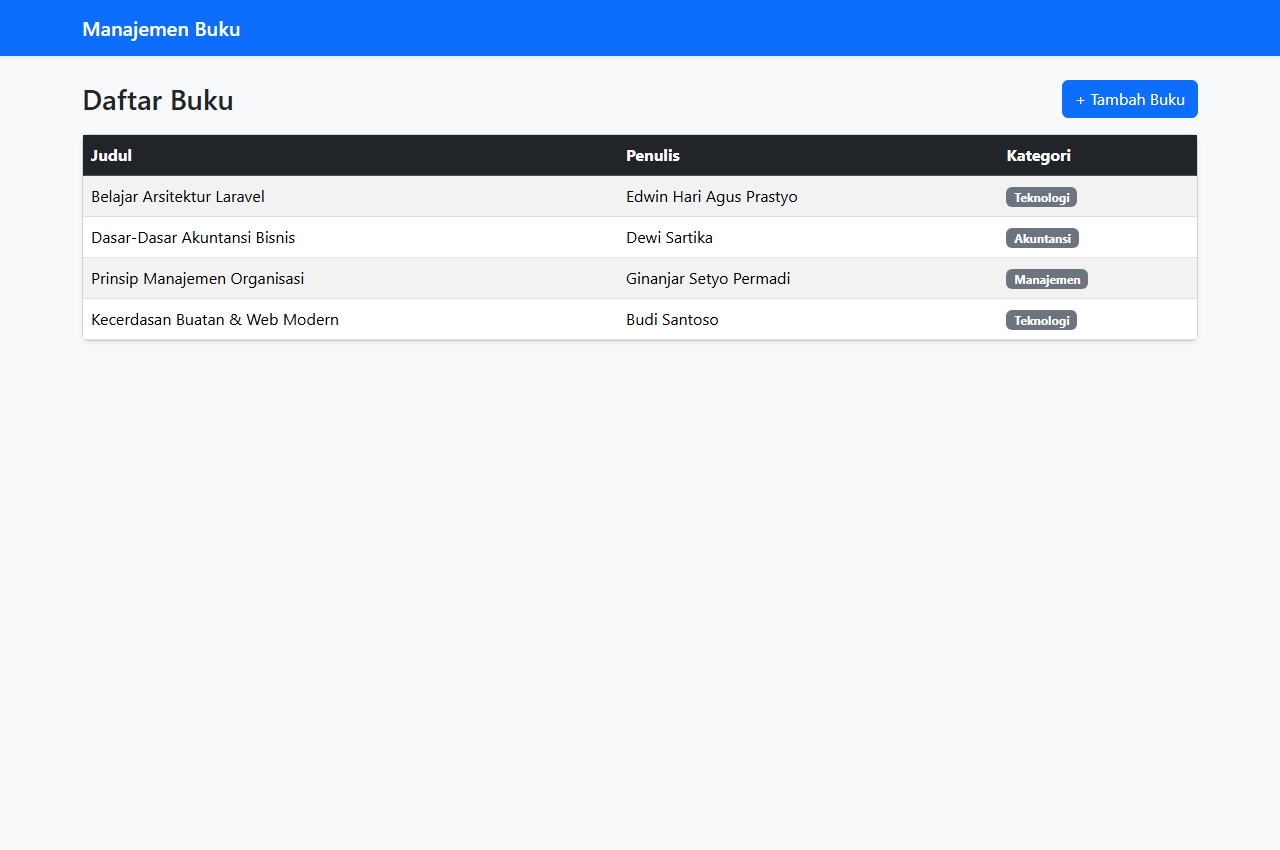 Manajemen Buku
Daftar Buku + Tambah Buku
Judul Penulis Kategori
Belajar Arsitektur Laravel Edwin Hari Agus Prastyo Teknologi
Dasar-Dasar Akuntansi Bisnis Dewi Sartika Akuntansi
Prinsip Manajemen Organisasi Ginanjar Setyo Permadi Manajemen
Kecerdasan Buatan & Web Modern Budi Santoso Teknologi